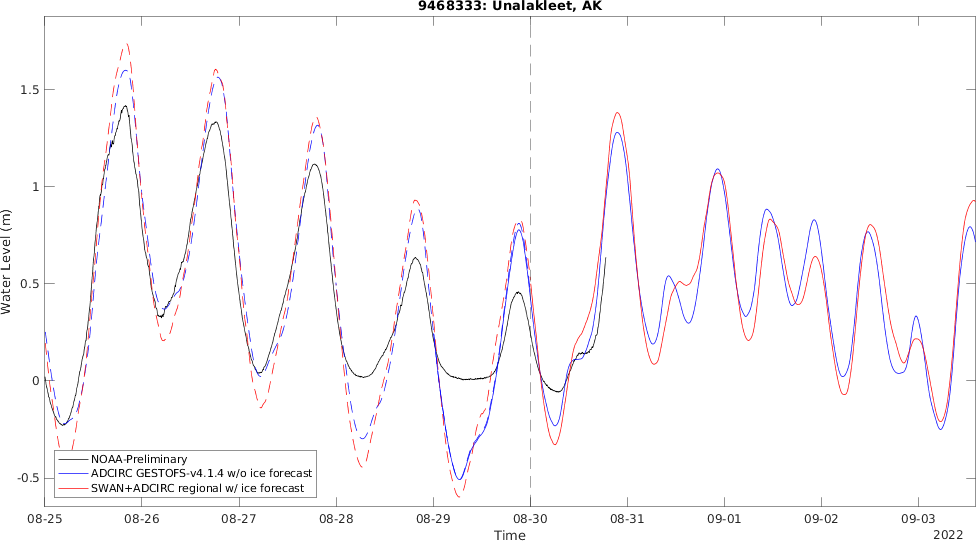 9468333: Unalakleet, AK
Water Level (m)
1.5
1
0.5
0
-0.5
NOAA-Preliminary
ADCIRC GESTOFS-v4.1.4 w/o ice forecast
SWAN+ADCIRC regional w/ ice forecast
08-25 08-26 08-27 08-28 08-29 08-30 08-31 09-01 09-02 09-03
Time
2022